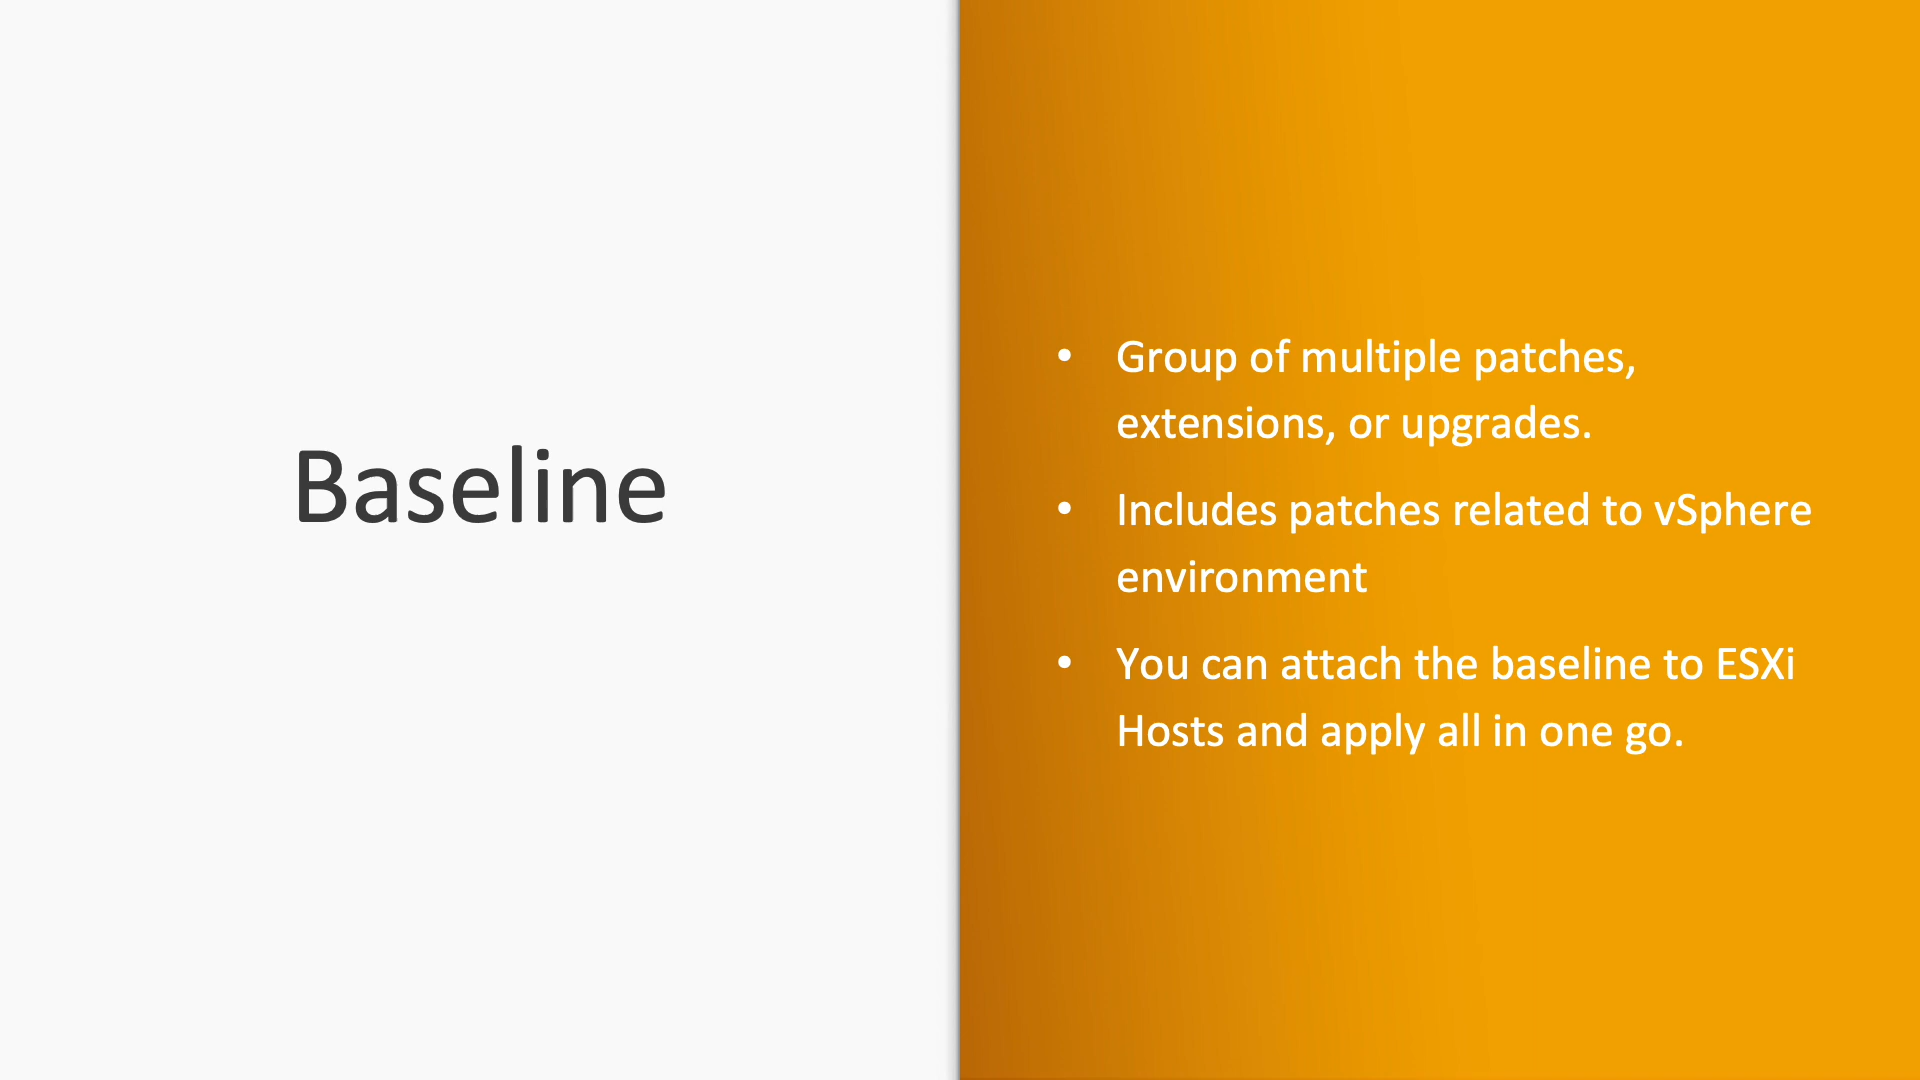 Baseline
• Group of multiple patches,
extensions, or upgrades.
• Includes patches related to vSphere
environment
• You can attach the baseline to ESXi
Hosts and apply all in one go.